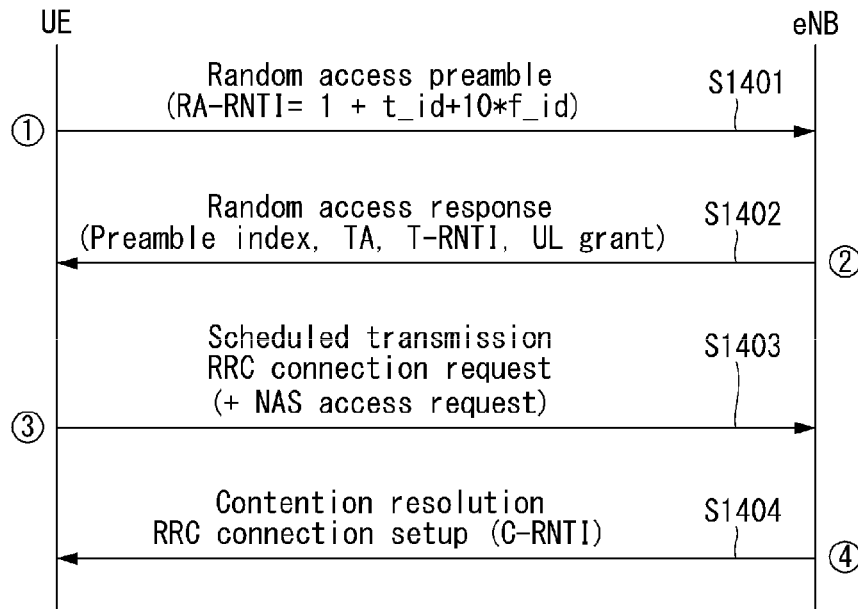 UE
eNB
Random access preamble
(RA-RNTI= 1 + t_id+10*f_id)
S1401
①
Random access response
(Preamble index, TA, T-RNTI, UL grant)
S1402
②
Scheduled transmission
RRC connection request
(+ NAS access request)
S1403
③
Contention resolution
RRC connection setup (C-RNTI)
S1404
④